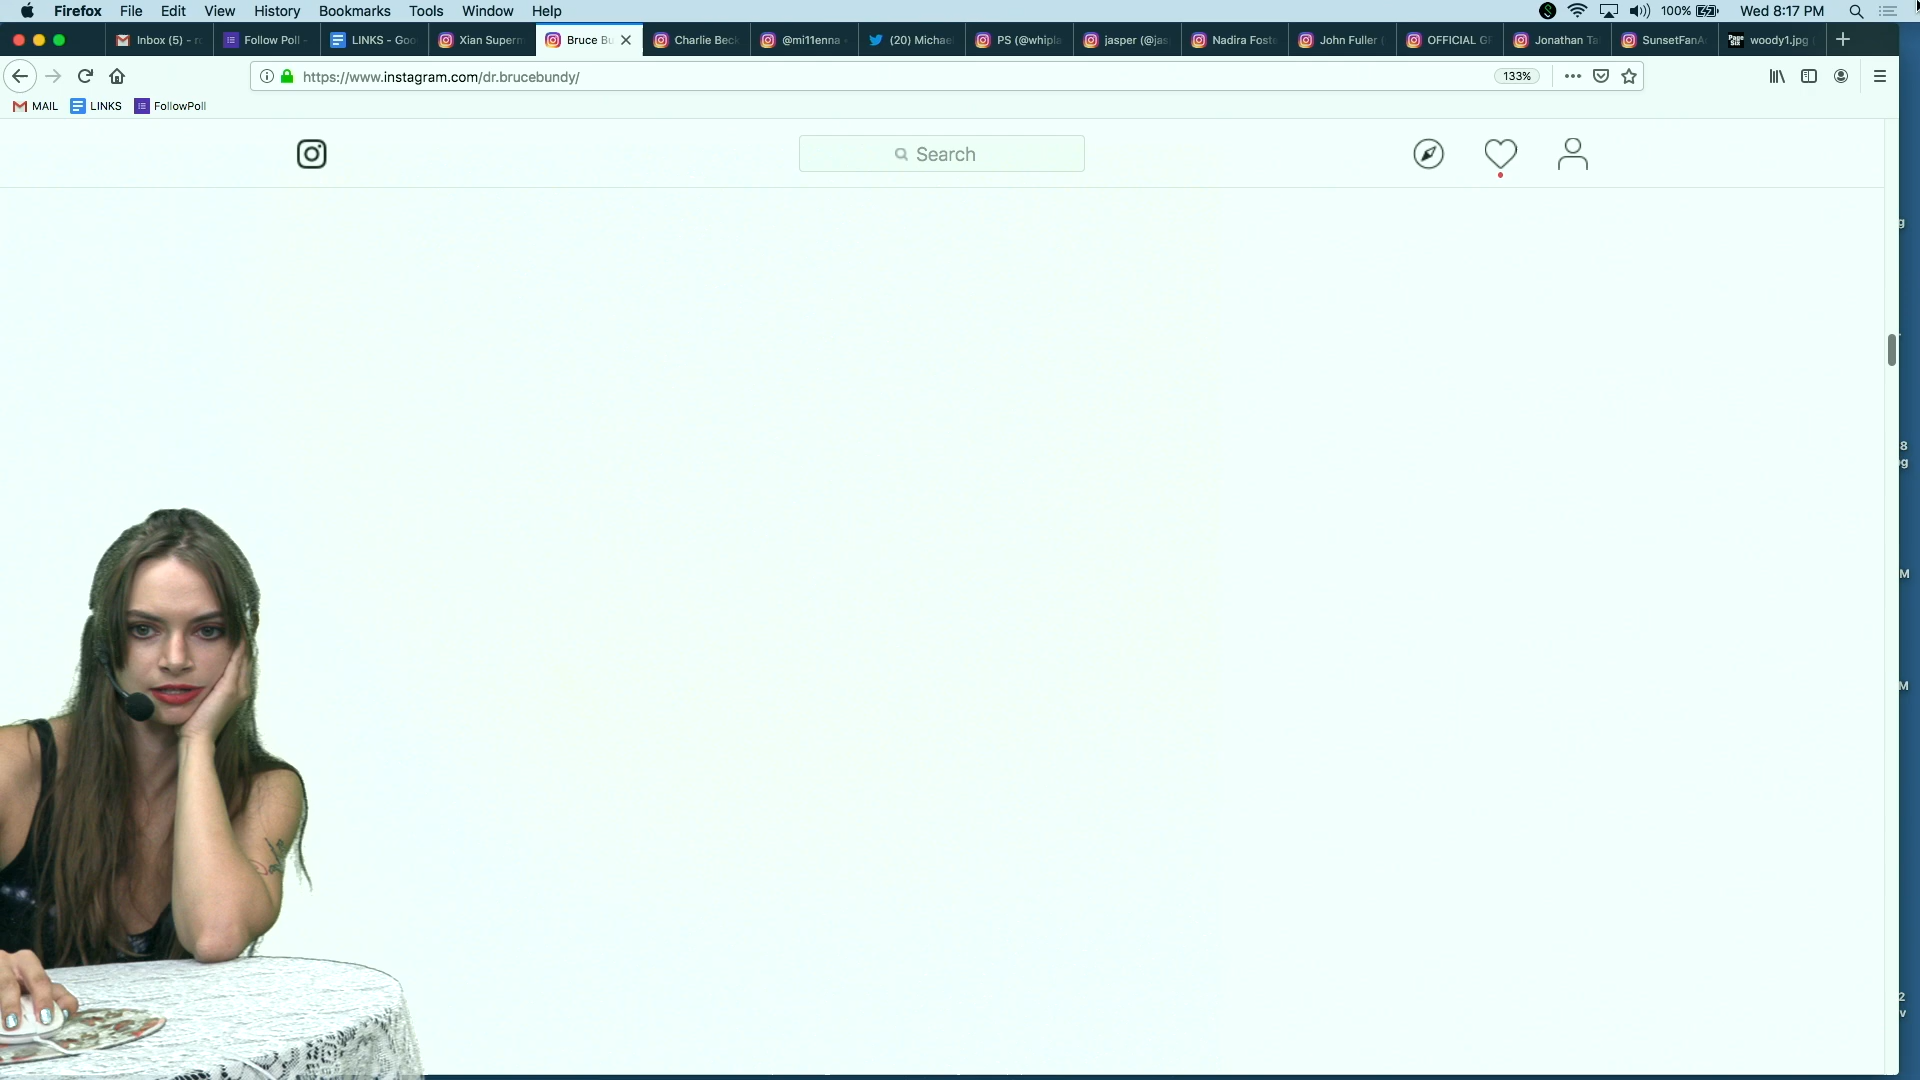 Firefox File Edit View History Bookmarks Tools Window Help 100% Wed 8:17 PM
Inbox (5) - Follow Poll - LINKS - Goo Xian Superm Bruce Bu Charlie Beck @mi11enna (20) Michae PS (@whipla jasper (@jas Nadira Foste John Fuller ( OFFICIAL G Jonathan Ta SunsetFanA woody1.jpg
https://www.instagram.com/dr.brucebundy/ 133%
MAIL LINKS FollowPoll
Search
g
8
g
M
M
2
v